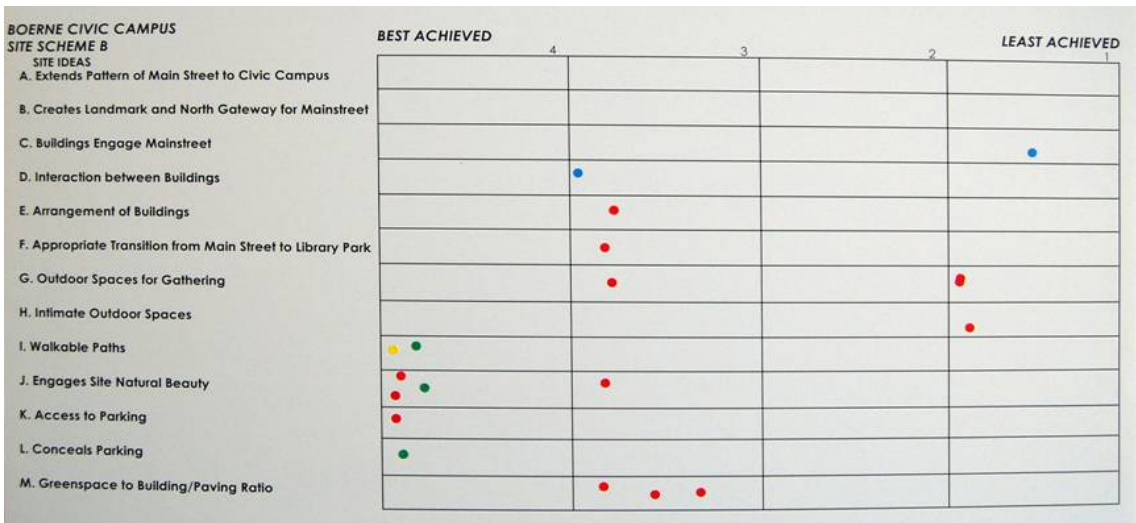 BOERNE CIVIC CAMPUS
SITE SCHEME B
SITE IDEAS
BEST ACHIEVED
LEAST ACHIEVED
4
3
2
1
A. Extends Pattern of Main Street to Civic Campus
B. Creates Landmark and North Gateway for Mainstreet
C. Buildings Engage Mainstreet
D. Interaction between Buildings
E. Arrangement of Buildings
F. Appropriate Transition from Main Street to Library Park
G. Outdoor Spaces for Gathering
H. Intimate Outdoor Spaces
I. Walkable Paths
J. Engages Site Natural Beauty
K. Access to Parking
L. Conceals Parking
M. Greenspace to Building/Paving Ratio